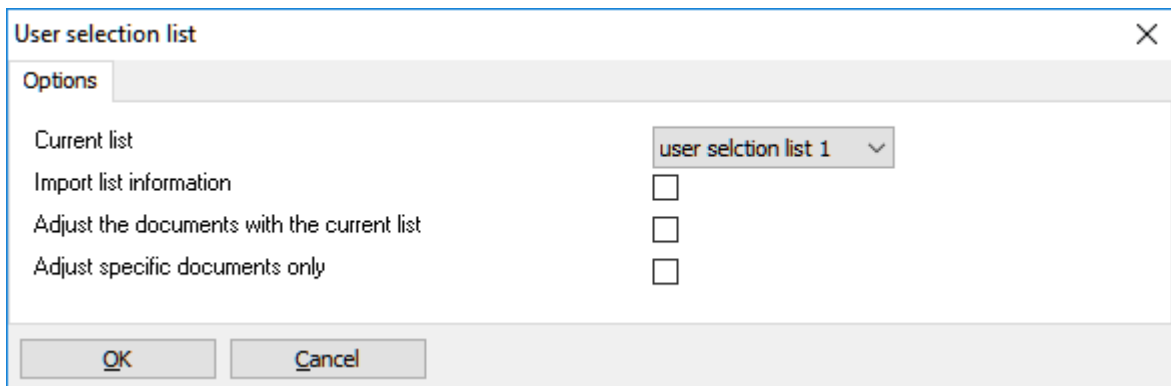 User selection list
Options
Current list
user selction list 1
Import list information
Adjust the documents with the current list
Adjust specific documents only
OK
Cancel